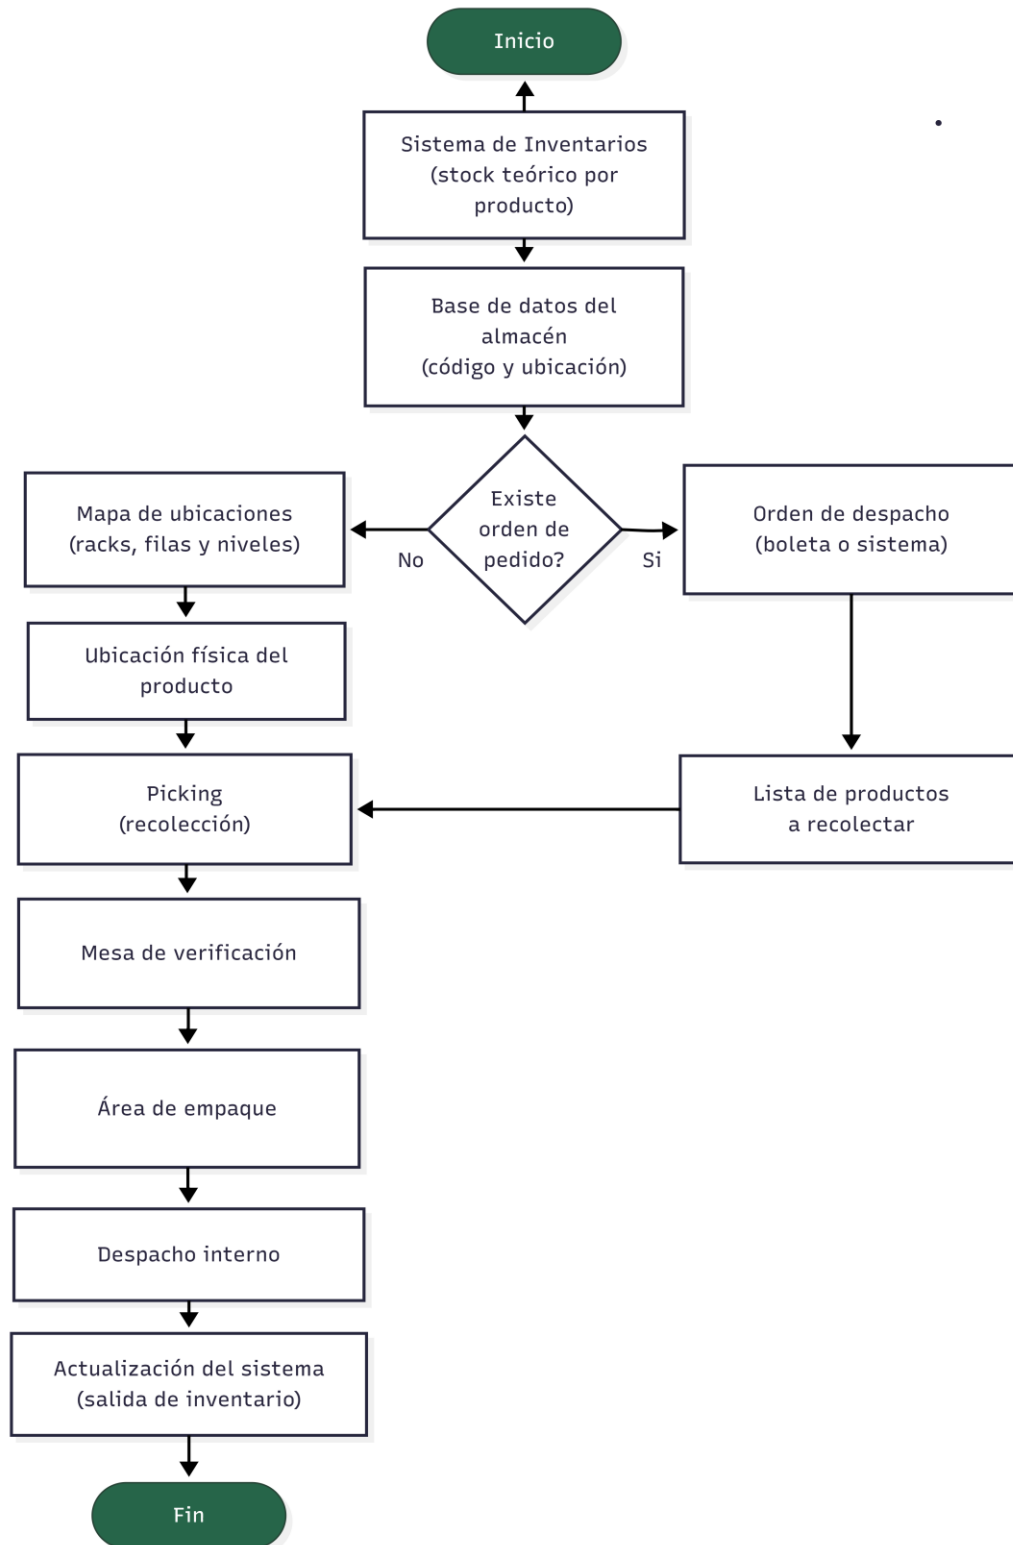 Inicio
Sistema de Inventarios
(stock teórico por
producto)
Base de datos del
almacén
(código y ubicación)
Existe
orden de
pedido?
No
Si
Mapa de ubicaciones
(racks, filas y niveles)
Orden de despacho
(boleta o sistema)
Ubicación física del
producto
Picking
(recolección)
Lista de productos
a recolectar
Mesa de verificación
Área de empaque
Despacho interno
Actualización del sistema
(salida de inventario)
Fin